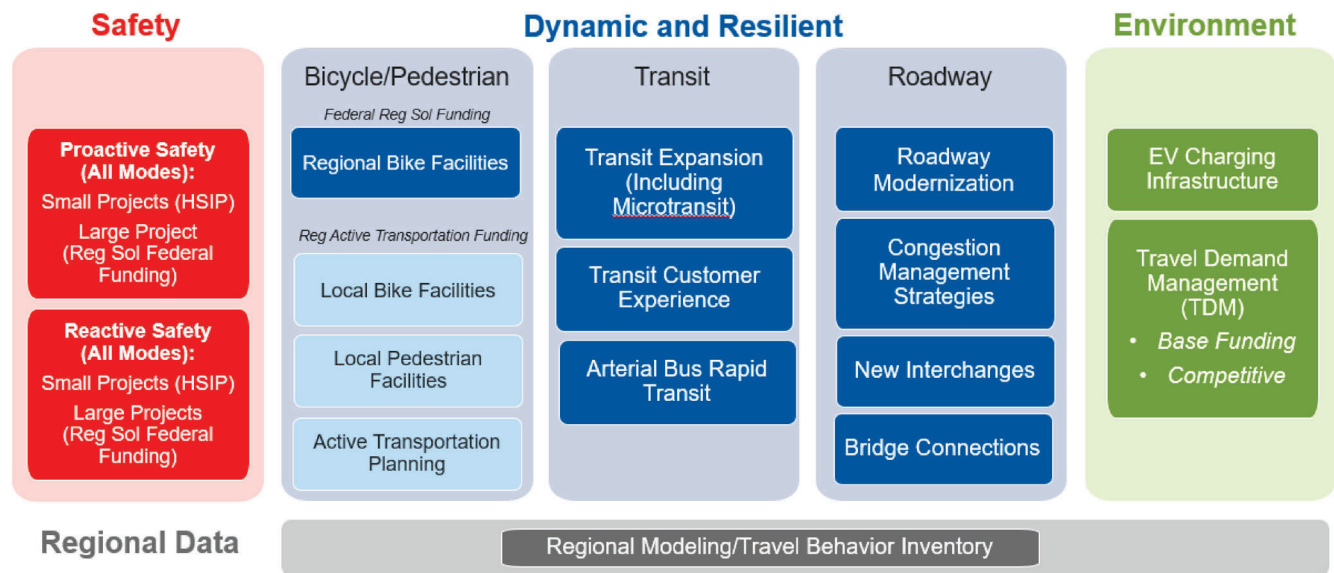 Safety
Proactive Safety
(All Modes):
Small Projects (HSIP)
Large Project
(Reg Sol Federal
Funding)
Reactive Safety
(All Modes):
Small Projects (HSIP)
Large Projects
(Reg Sol Federal
Funding)
Dynamic and Resilient
Bicycle/Pedestrian
Federal Reg Sol Funding
Regional Bike Facilities
Reg Active Transportation Funding
Local Bike Facilities
Local Pedestrian
Facilities
Active Transportation
Planning
Transit
Transit Expansion
(Including
Microtransit)
Transit Customer
Experience
Arterial Bus Rapid
Transit
Roadway
Roadway
Modernization
Congestion
Management
Strategies
New Interchanges
Bridge Connections
Environment
EV Charging
Infrastructure
Travel Demand
Management
(TDM)
• Base Funding
• Competitive
Regional Data
Regional Modeling/Travel Behavior Inventory